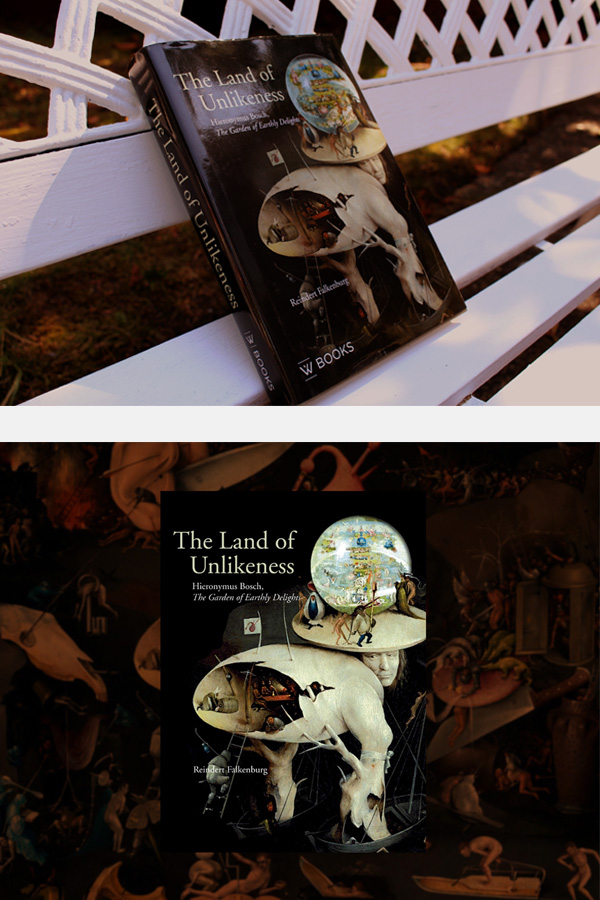 The Land of
Unlikeness
Hieronymus Bosch,
The Garden of Earthly Delights
Reindert Falkenburg
W BOOKS
The Land of Unlikeness
W BOOKS
The Land of
Unlikeness
Hieronymus Bosch,
The Garden of Earthly Delights
Reindert Falkenburg